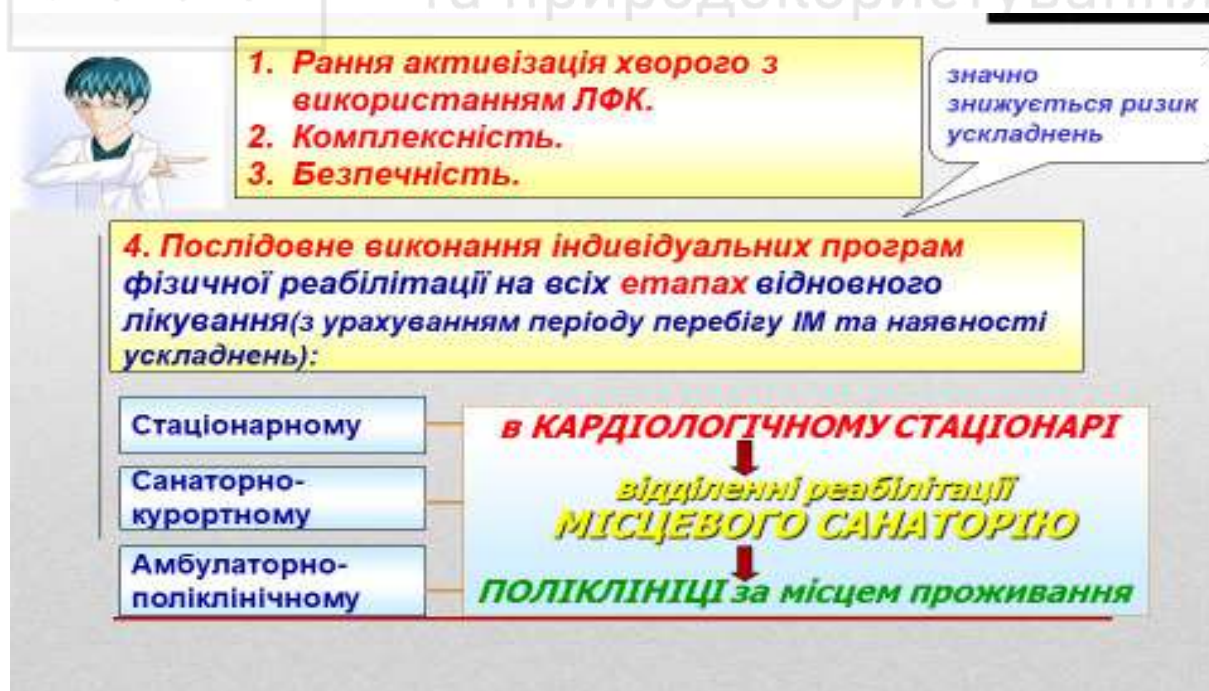 та природокористування
1. Рання активізація хворого з
використанням ЛФК.
2. Комплексність.
3. Безпечність.
значно
знижується ризик
ускладнень
4. Послідовне виконання індивідуальних програм
фізичної реабілітації на всіх етапах відновного
лікування(з урахуванням періоду перебігу ІМ та наявності
ускладнень):
Стаціонарному
в КАРДІОЛОГІЧНОМУ СТАЦІОНАРІ
Санаторно-
курортному
відділенні реабілітації
МІСЦЕВОГО САНАТОРІЮ
Амбулаторно-
поліклінічному
ПОЛІКЛІНІЦІ за місцем проживання